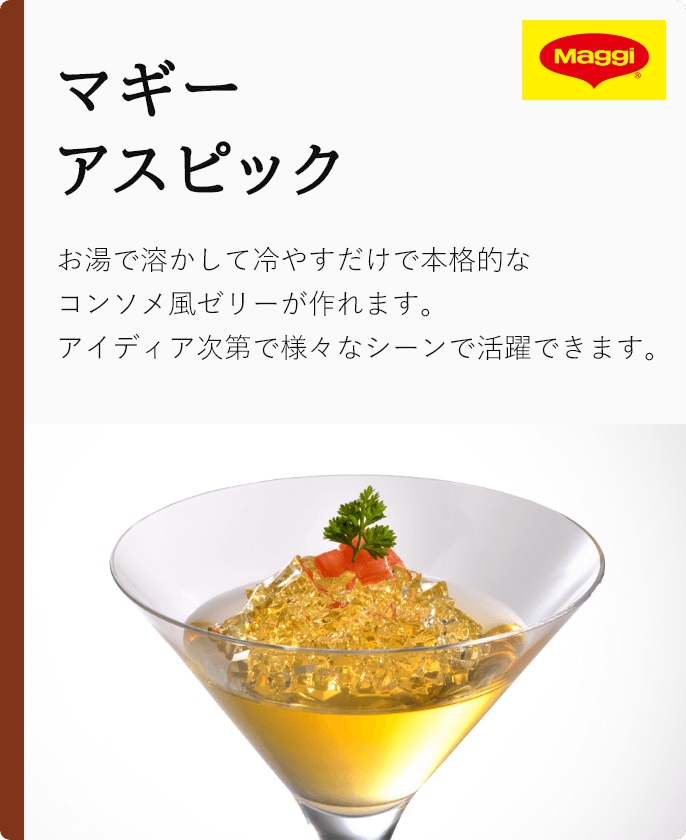 Maggi®
マギー
アスピック
お湯で溶かして冷やすだけで本格的な
コンソメ風ゼリーが作れます。
アイディア次第で様々なシーンで活躍できます。